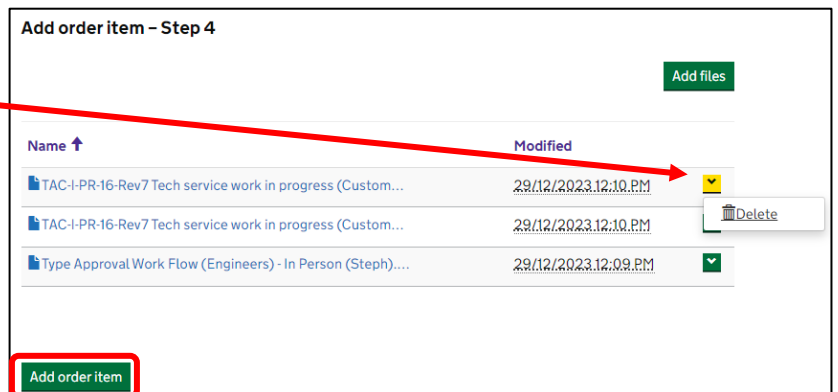 Add order item – Step 4
Add files
Name Modified
TAC-I-PR-16-Rev7 Tech service work in progress (Custom... 29/12/2023 12:10 PM
Delete
TAC-I-PR-16-Rev7 Tech service work in progress (Custom... 29/12/2023 12:10 PM
Type Approval Work Flow (Engineers) - In Person (Steph).... 29/12/2023 12:09 PM
Add order item